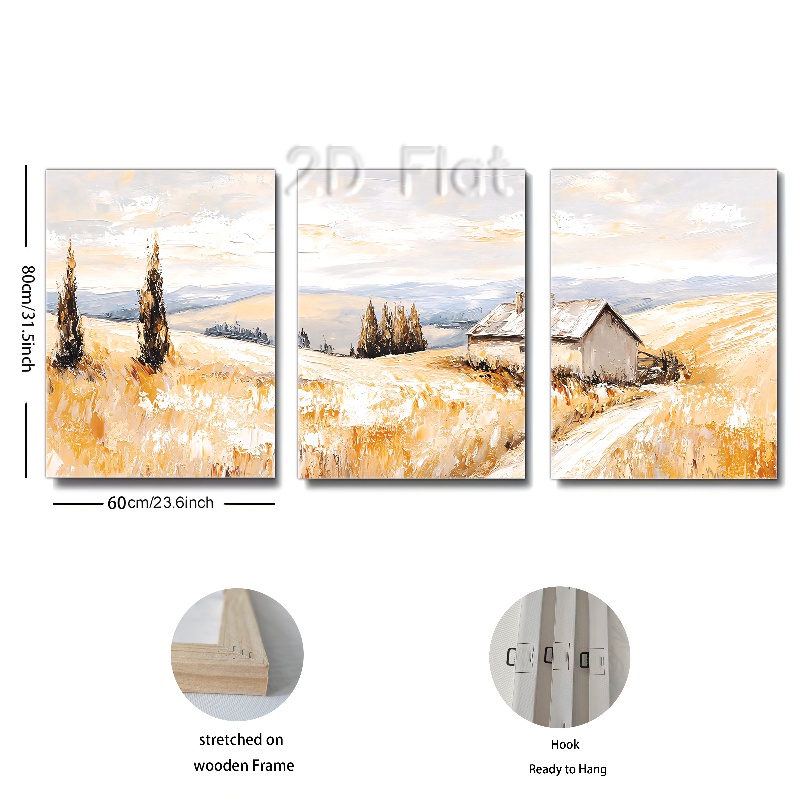 2D Flat
80cm/31.5inch
60cm/23.6inch
stretched on
wooden Frame
Hook
Ready to Hang